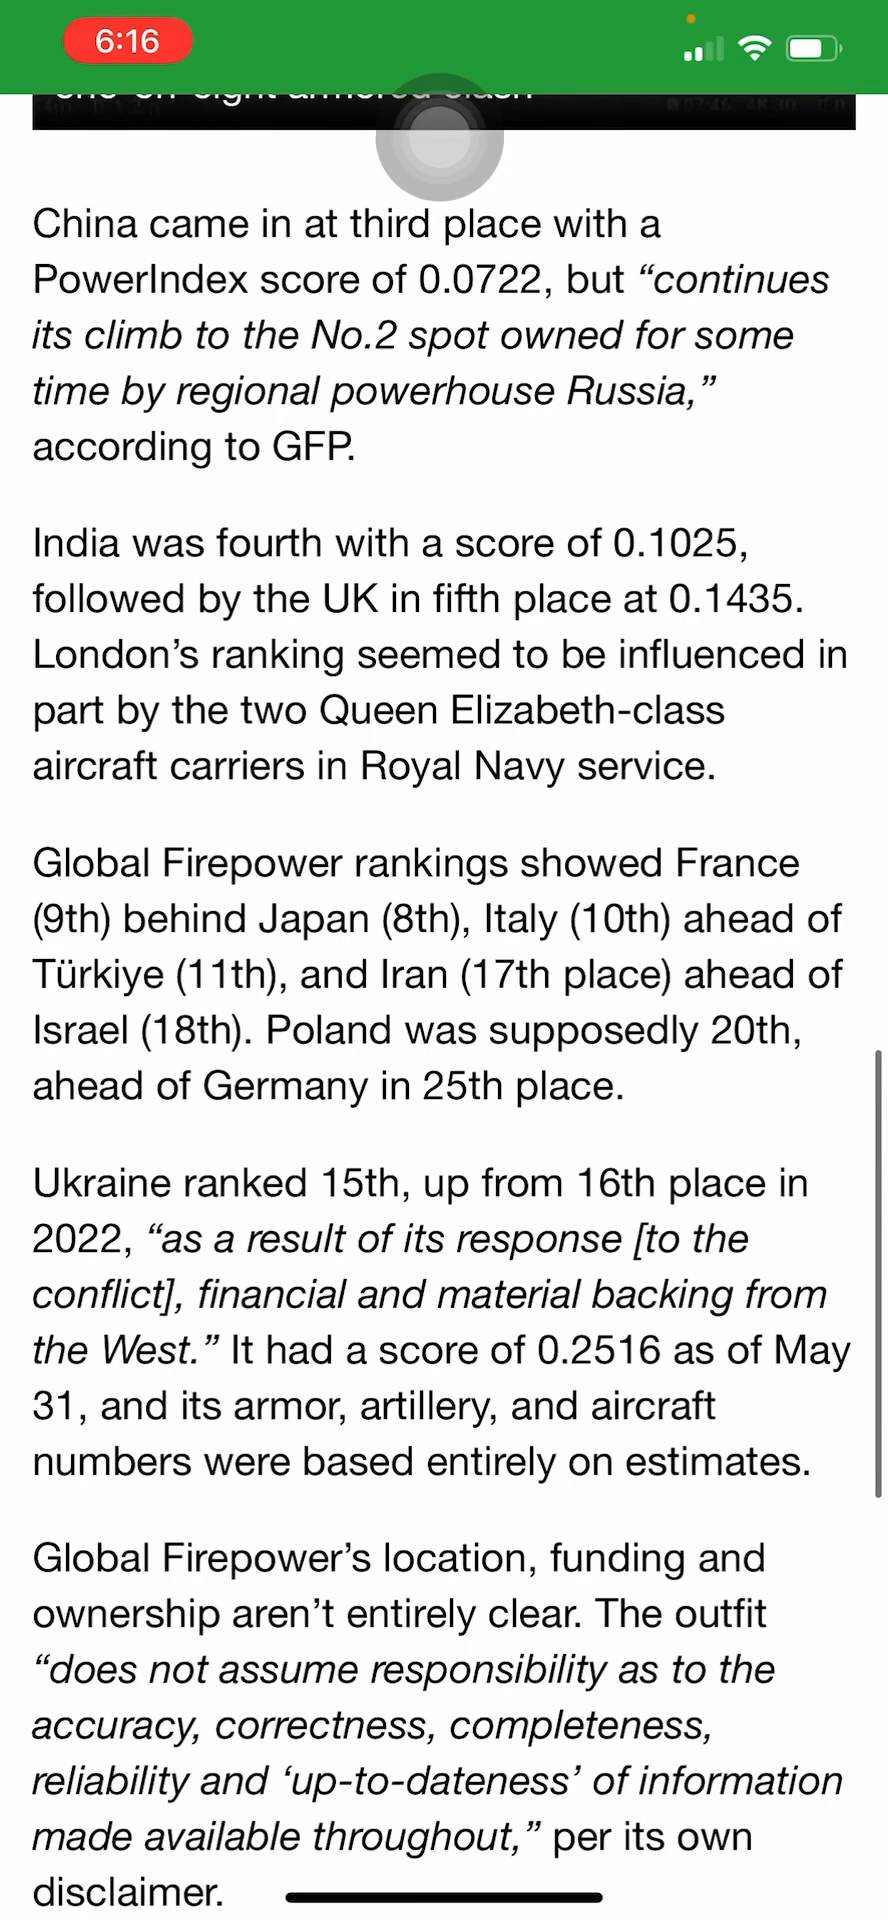 6:16
China came in at third place with a
PowerIndex score of 0.0722, but “continues
its climb to the No.2 spot owned for some
time by regional powerhouse Russia,”
according to GFP.
India was fourth with a score of 0.1025,
followed by the UK in fifth place at 0.1435.
London’s ranking seemed to be influenced in
part by the two Queen Elizabeth-class
aircraft carriers in Royal Navy service.
Global Firepower rankings showed France
(9th) behind Japan (8th), Italy (10th) ahead of
Türkiye (11th), and Iran (17th place) ahead of
Israel (18th). Poland was supposedly 20th,
ahead of Germany in 25th place.
Ukraine ranked 15th, up from 16th place in
2022, “as a result of its response [to the
conflict], financial and material backing from
the West.” It had a score of 0.2516 as of May
31, and its armor, artillery, and aircraft
numbers were based entirely on estimates.
Global Firepower’s location, funding and
ownership aren’t entirely clear. The outfit
“does not assume responsibility as to the
accuracy, correctness, completeness,
reliability and ‘up-to-dateness’ of information
made available throughout,” per its own
disclaimer.